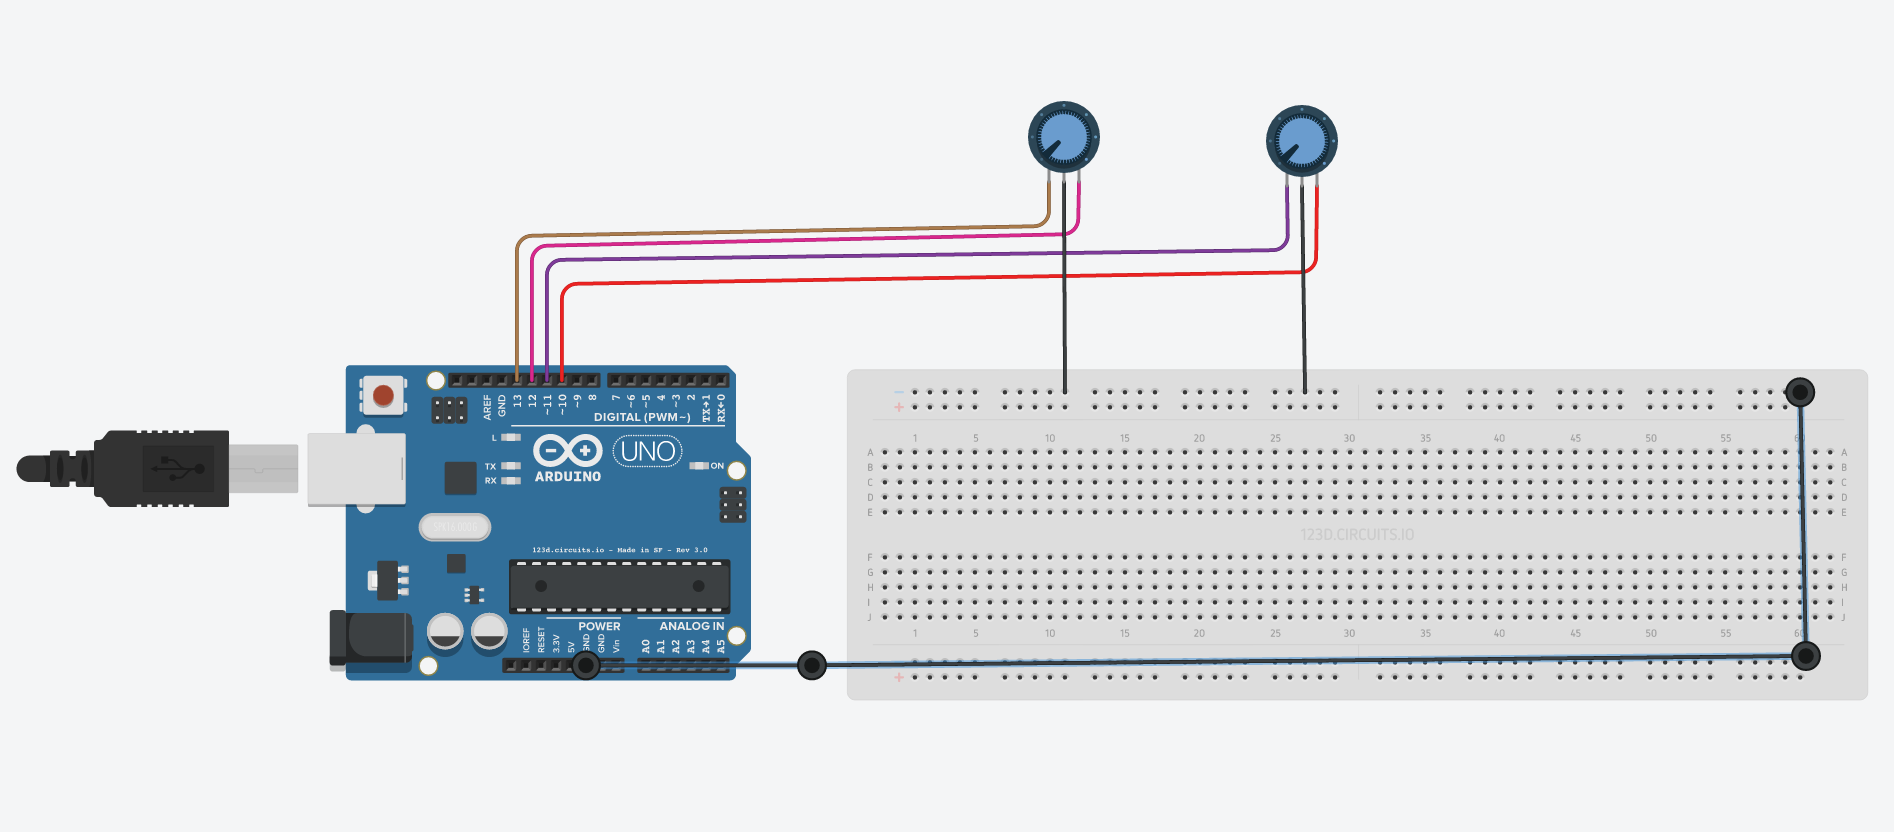 AREF
GND
13
12
~11
~10
~9
8
7
~6
~5
4
~3
2
TX→1
RX←0
DIGITAL (PWM~)
L
TX
RX
ARDUINO
UNO
ON
123d.circuits.io - Made in SF - Rev 3.0
POWER
ANALOG IN
IOREF
RESET
3.3V
5V
GND
GND
Vin
A0
A1
A2
A3
A4
A5
− 
+
1 5 10 15 20 25 30 35 40 45 50 55 60
A A
B B
C C
D D
E E
123D.CIRCUITS.IO
F F
G G
H H
I I
J J
1 5 10 15 20 25 30 35 40 45 50 55 60
+